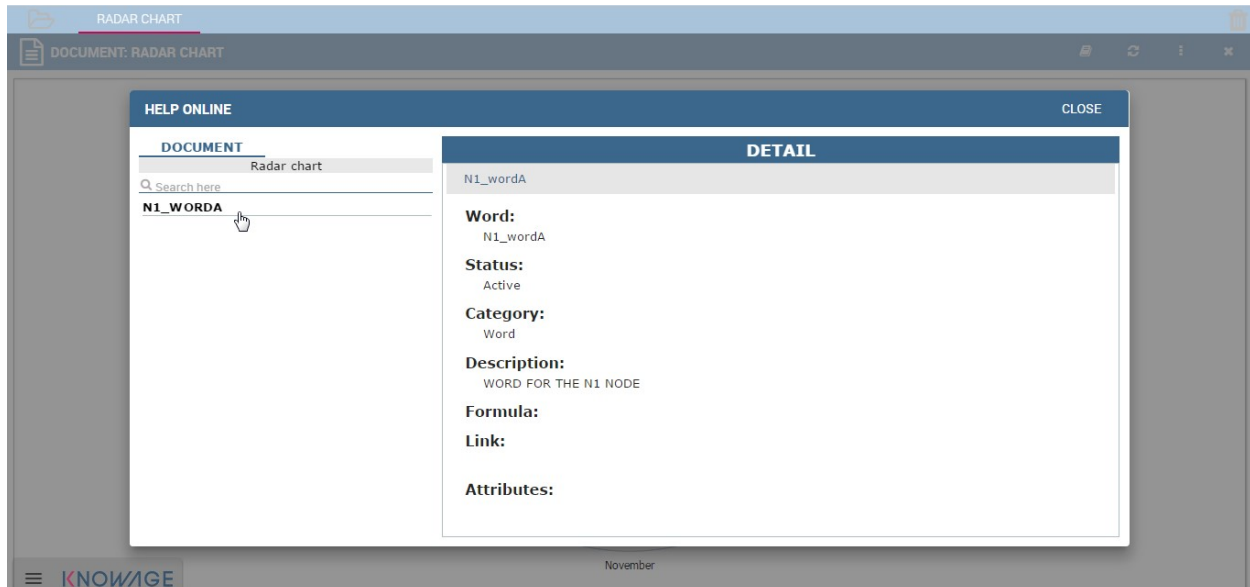 RADAR CHART
DOCUMENT: RADAR CHART
HELP ONLINE
CLOSE
DOCUMENT
Radar chart
Search here
N1_WORDA
DETAIL
N1_wordA
Word:
N1_wordA
Status:
Active
Category:
Word
Description:
WORD FOR THE N1 NODE
Formula:
Link:
Attributes:
November
KNOWAGE